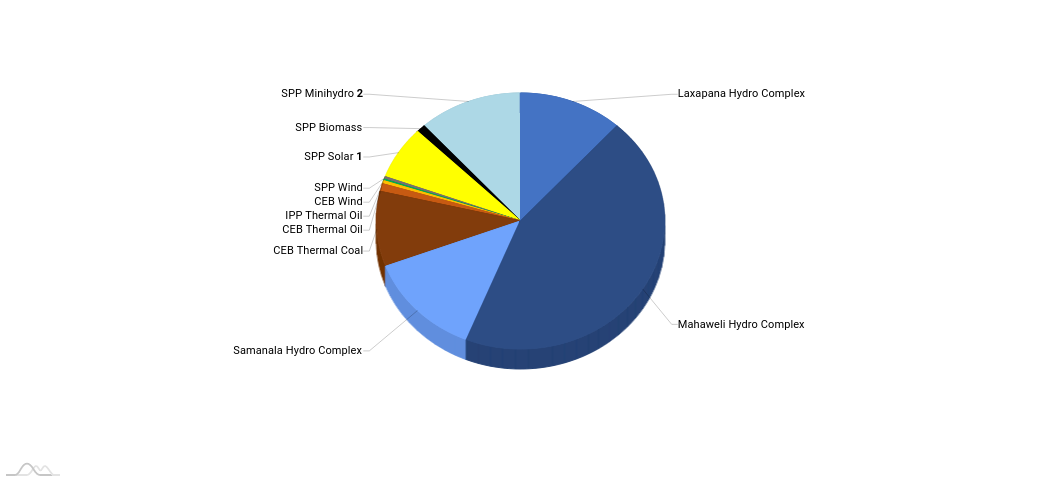 SPP Minihydro 2
Laxapana Hydro Complex
SPP Biomass
SPP Solar 1
SPP Wind
CEB Wind
IPP Thermal Oil
CEB Thermal Oil
CEB Thermal Coal
Mahaweli Hydro Complex
Samanala Hydro Complex